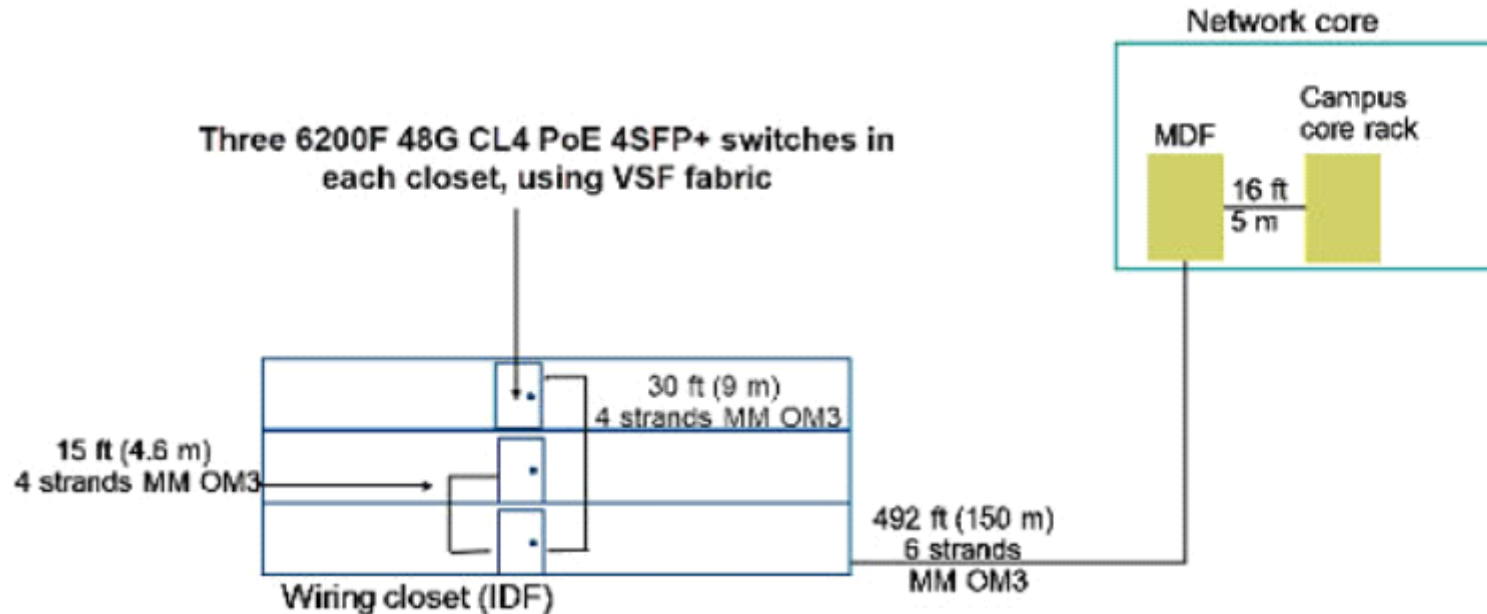 Network core
Three 6200F 48G CL4 PoE 4SFP+ switches in
each closet, using VSF fabric
MDF
Campus
core rack
16 ft
5 m
30 ft (9 m)
4 strands MM OM3
15 ft (4.6 m)
4 strands MM OM3
492 ft (150 m)
6 strands
MM OM3
Wiring closet (IDF)